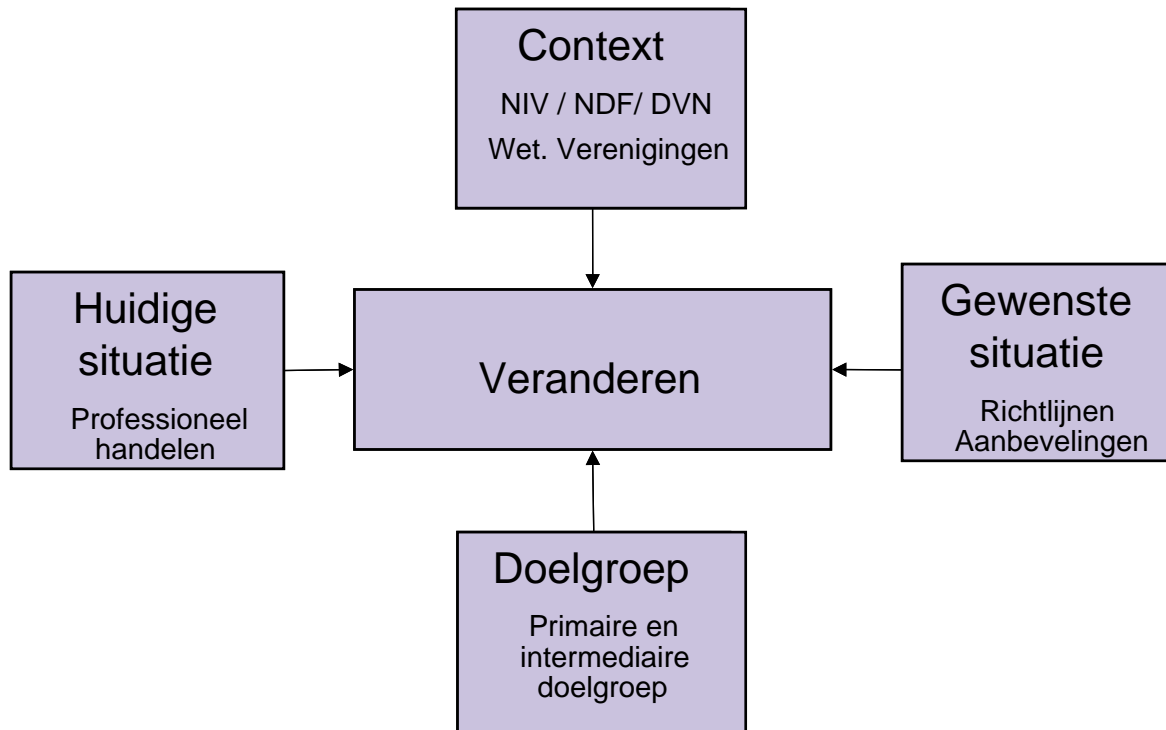 Context
NIV / NDF/ DVN
Wet. Verenigingen
Huidige
situatie
Professioneel
handelen
Veranderen
Gewenste
situatie
Richtlijnen
Aanbevelingen
Doelgroep
Primaire en
intermediaire
doelgroep